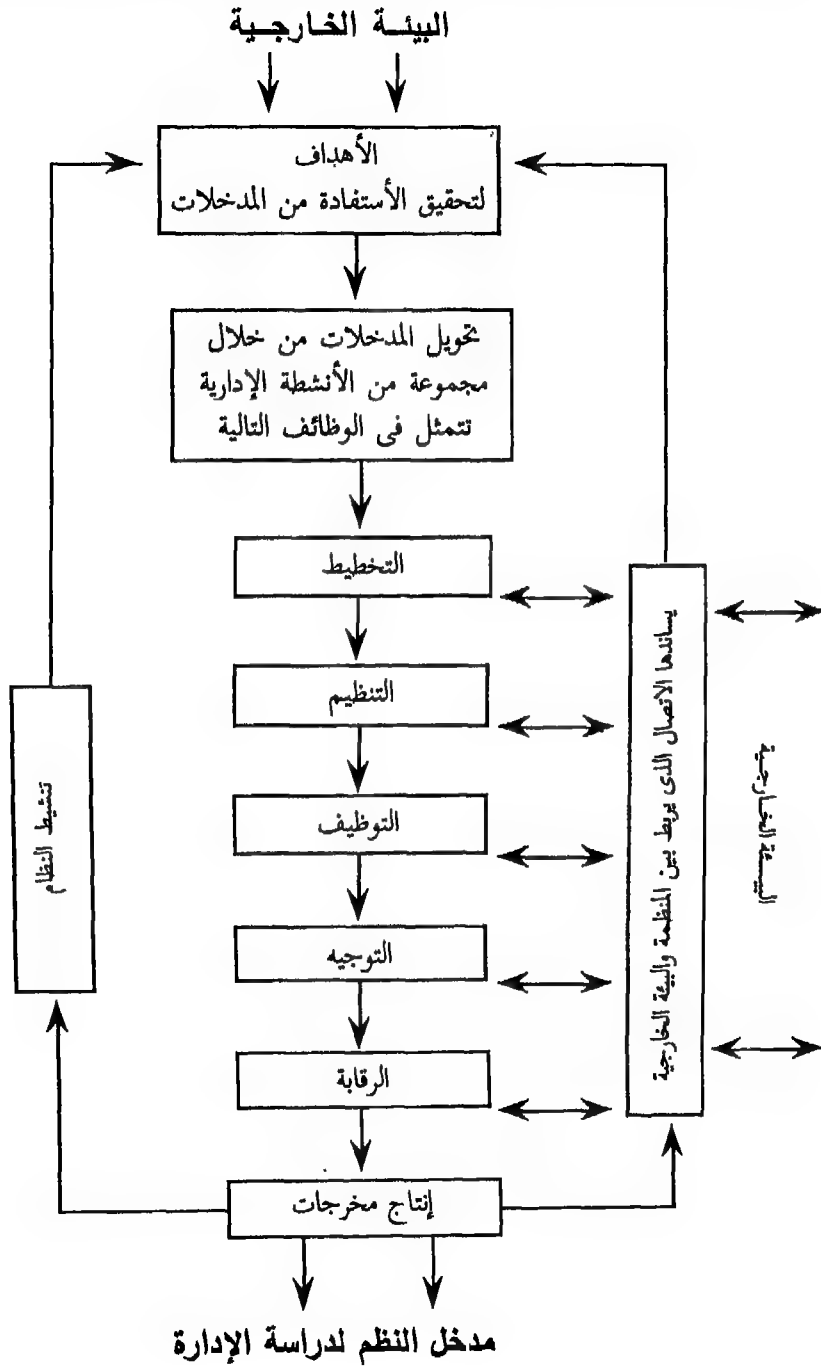 البيئة الخارجية
الأهداف
لتحقيق الأستفادة من المدخلات
تحويل المدخلات من خلال
مجموعة من الأنشطة الإدارية
تتمثل فى الوظائف التالية
التخطيط
التنظيم
التوظيف
التوجيه
الرقابة
إنتاج مخرجات
يساندها الاتصال الذى يربط بين المنظمة والبيئة الخارجية
البيئة الخارجية
تنشيط النظام
مدخل النظم لدراسة الإدارة